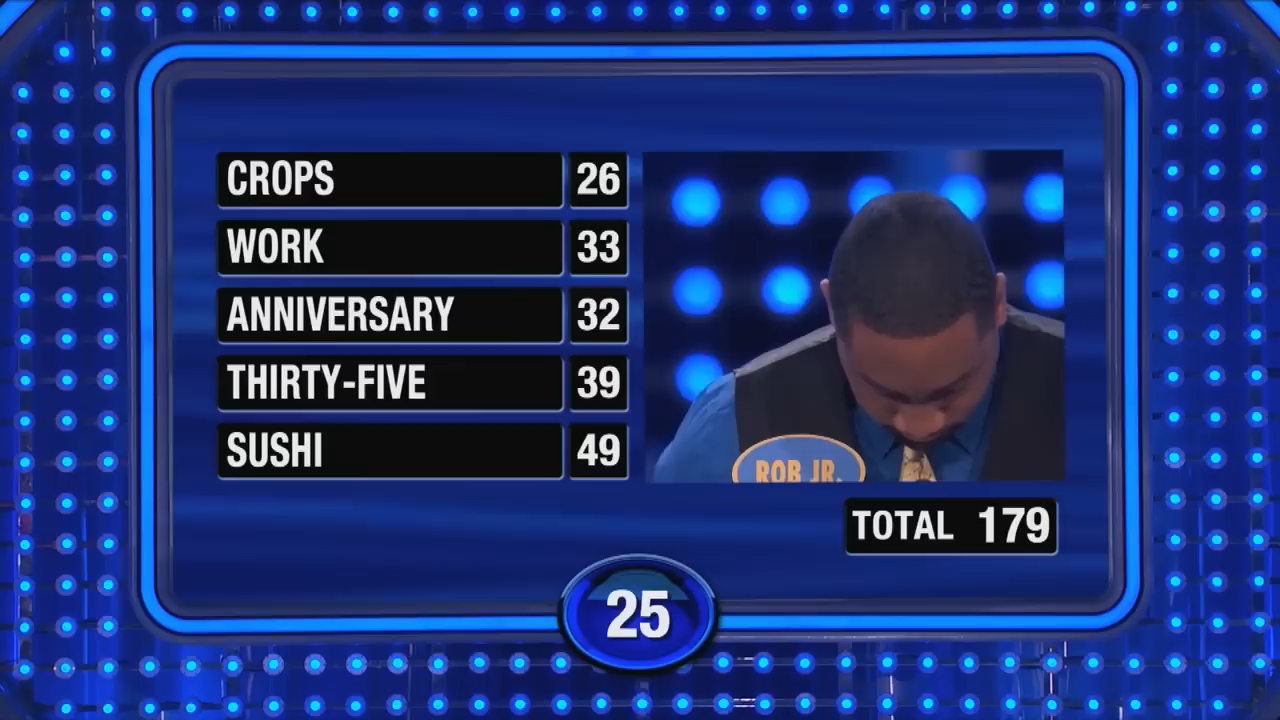 CROPS 26
WORK 33
ANNIVERSARY 32
THIRTY-FIVE 39
SUSHI 49
ROB JR.
TOTAL 179
25